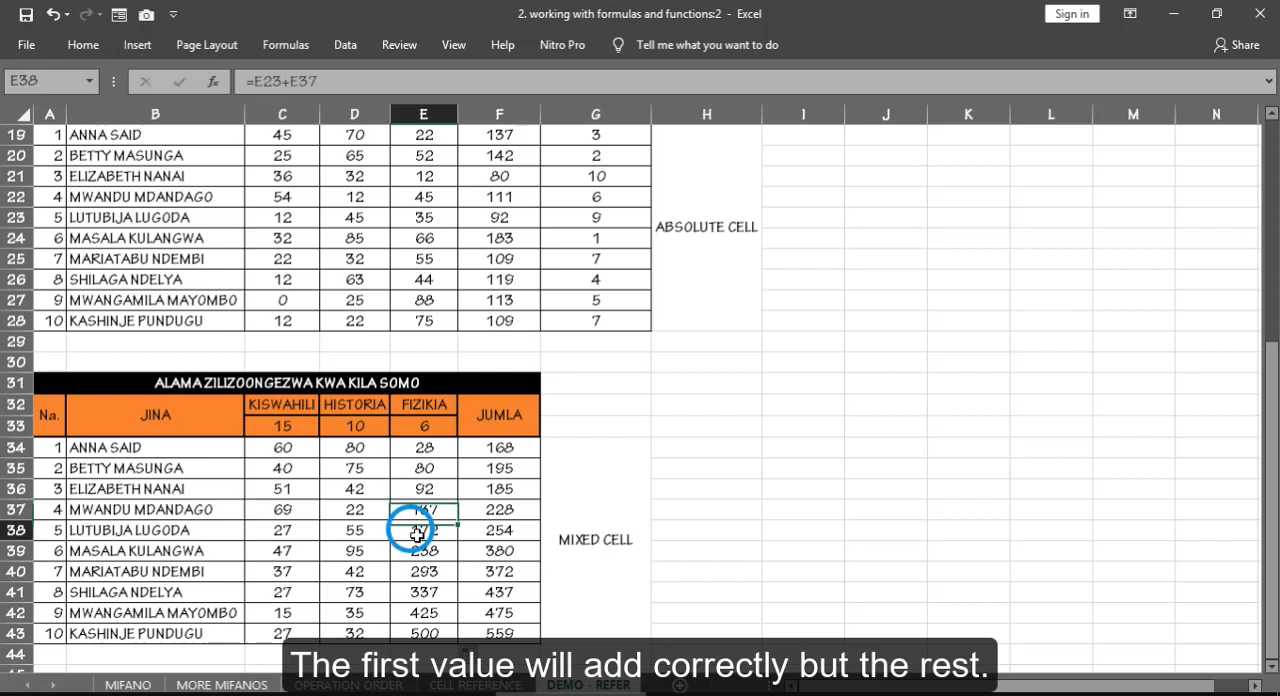 2. working with formulas and functions:2 - Excel
Sign in
File Home Insert Page Layout Formulas Data Review View Help Nitro Pro Tell me what you want to do Share
E38 fx =E23+E37
A B C D E F G H I J K L M N
19 1 ANNA SAID 45 70 22 137 3
20 2 BETTY MASUNGA 25 65 52 142 2
21 3 ELIZABETH NANAI 36 32 12 80 10
22 4 MWANDU MDANDAGO 54 12 45 111 6
23 5 LUTUBIJA LUGODA 12 45 35 92 9
ABSOLUTE CELL
24 6 MASALA KULANGWA 32 85 66 183 1
25 7 MARIATABU NDEMBI 22 32 55 109 7
26 8 SHILAGA NDELYA 12 63 44 119 4
27 9 MWANGAMILA MAYOMBO 0 25 88 113 5
28 10 KASHINJE PUNDUGU 12 22 75 109 7
29
30
31 ALAMA ZILIZOONGEZWA KWA KILA SOMO
32 Na. JINA KISWAHILI HISTORIA FIZIKIA JUMLA
33 15 10 6
34 1 ANNA SAID 60 80 28 168
35 2 BETTY MASUNGA 40 75 80 195
36 3 ELIZABETH NANAI 51 42 92 185
37 4 MWANDU MDANDAGO 69 22 137 228
38 5 LUTUBIJA LUGODA 27 55 172 254
MIXED CELL
39 6 MASALA KULANGWA 47 95 238 380
40 7 MARIATABU NDEMBI 37 42 293 372
41 8 SHILAGA NDELYA 27 73 337 437
42 9 MWANGAMILA MAYOMBO 15 35 425 475
43 10 KASHINJE PUNDUGU 27 32 500 559
44
The first value will add correctly but the rest.
MIFANO MORE MIFANOS OPERATION ORDER CELL REFERENCE DEMO - REFER